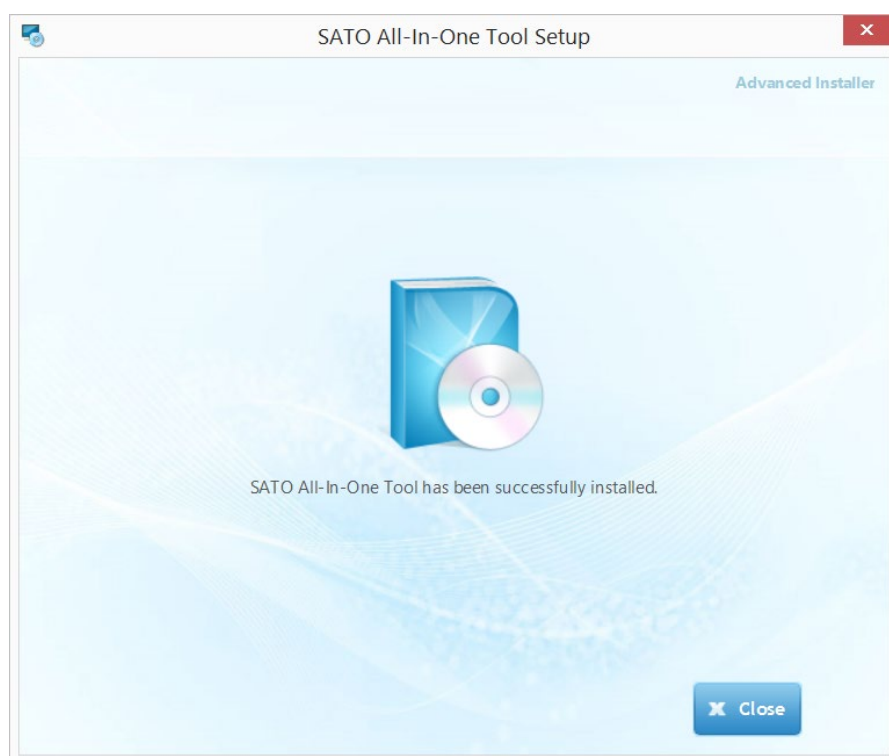 SATO All-In-One Tool Setup
Advanced Installer
SATO All-In-One Tool has been successfully installed.
Close